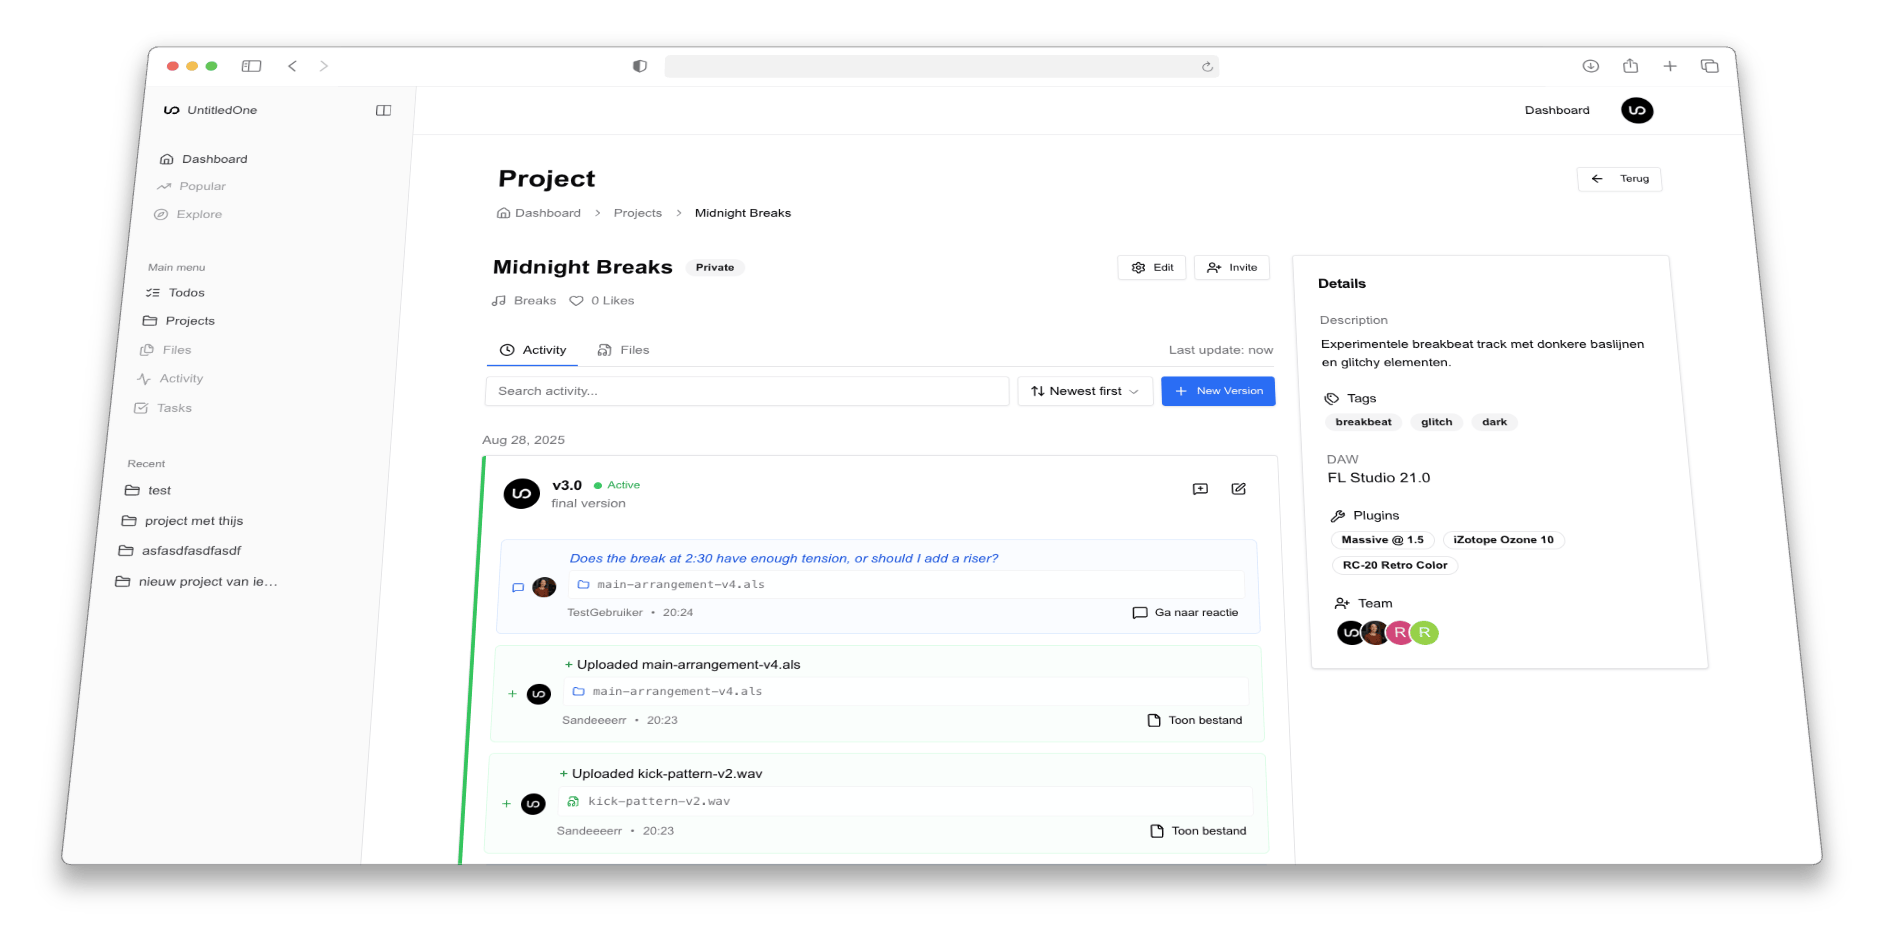 UntitledOne
Dashboard
Dashboard
Popular
Explore
Main menu
Todos
Projects
Files
Activity
Tasks
Recent
test
project met thijs
asfasdfasdfasdf
nieuw project van ie...
Project
Terug
Dashboard > Projects > Midnight Breaks
Midnight Breaks Private
Edit Invite
Breaks 0 Likes
Activity Files Last update: now
Search activity... Newest first + New Version
Aug 28, 2025
v3.0 Active
final version
Does the break at 2:30 have enough tension, or should I add a riser?
main-arrangement-v4.als
TestGebruiker • 20:24 Ga naar reactie
+ Uploaded main-arrangement-v4.als
main-arrangement-v4.als
Sandeeeerr • 20:23 Toon bestand
+ Uploaded kick-pattern-v2.wav
kick-pattern-v2.wav
Sandeeeerr • 20:23 Toon bestand
Details
Description
Experimentele breakbeat track met donkere baslijnen
en glitchy elementen.
Tags
breakbeat glitch dark
DAW
FL Studio 21.0
Plugins
Massive @ 1.5 iZotope Ozone 10
RC-20 Retro Color
Team
R R